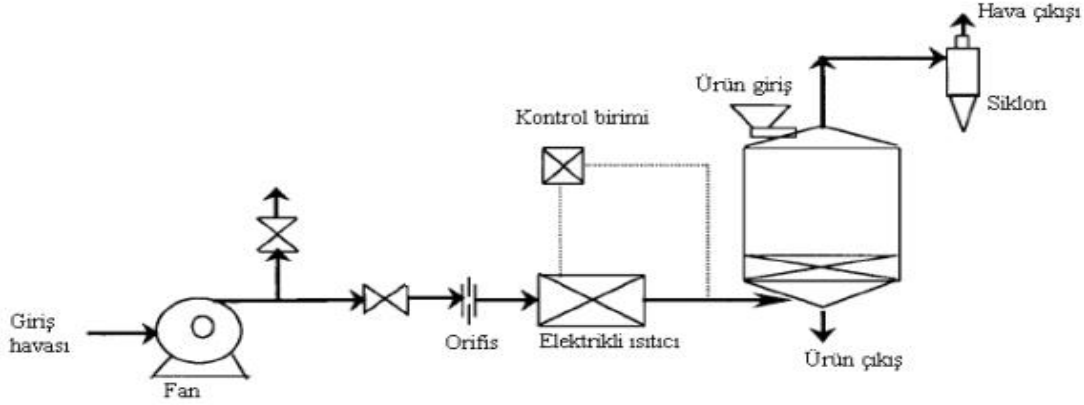 Hava çıkışı
Ürün giriş
Siklon
Kontrol birimi
Giriş
havası
Orifis
Elektrikli ısıtıcı
Ürün çıkış
Fan